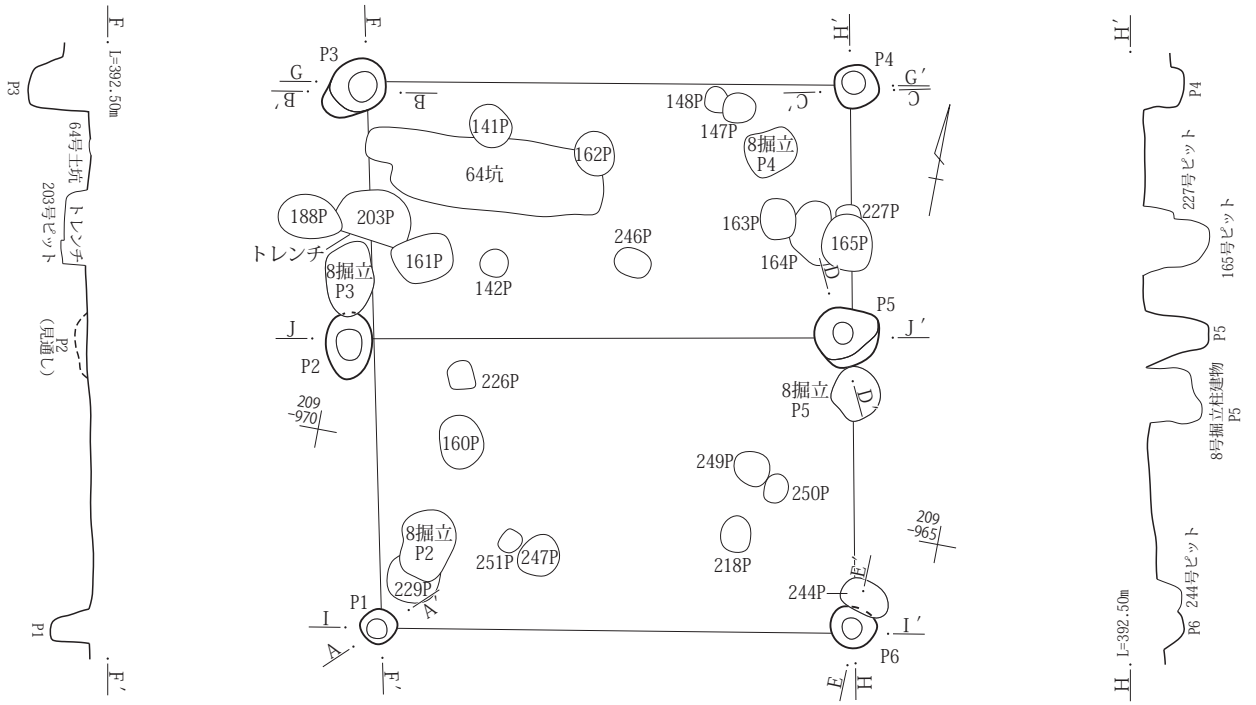 F
L=392.50m
P3
64号土坑
トレンチ
203号ピット
P2
(見通し)
P1
F′
F
P3
G
B′
B
141P
162P
64坑
188P
203P
トレンチ
161P
142P
246P
8掘立
P3
J
P2
209
-970
226P
160P
8掘立
P2
229P
A′
251P
247P
P1
I
A
F′
H′
P4
G′
C
C′
148P
147P
8掘立
P4
163P
164P
227P
165P
D
P5
J′
8掘立
P5
D′
249P
250P
218P
209
-965
E′
244P
I′
P6
E
H
H′
P4
227号ピット
165号ピット
P5
8号掘立柱建物
P5
244号ピット
P6
L=392.50m
H